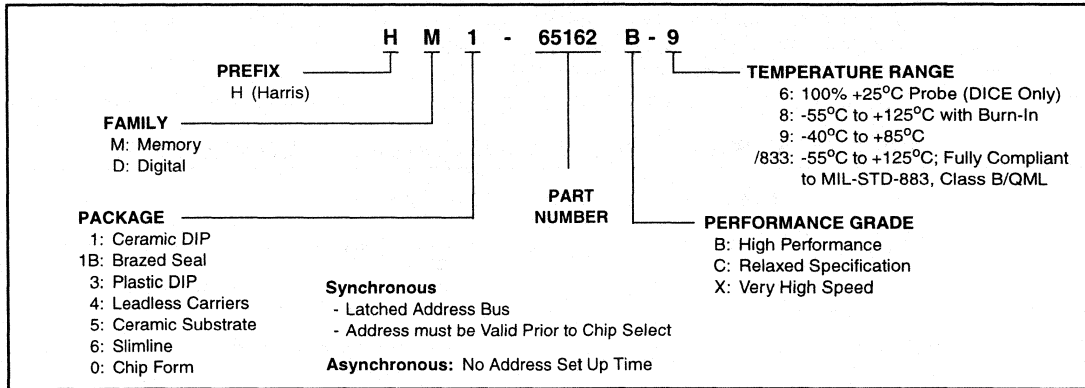 H M 1 - 65162 B - 9
PREFIX
H (Harris)
FAMILY
M: Memory
D: Digital
PACKAGE
1: Ceramic DIP
1B: Brazed Seal
3: Plastic DIP
4: Leadless Carriers
5: Ceramic Substrate
6: Slimline
0: Chip Form
PART
NUMBER
Synchronous
- Latched Address Bus
- Address must be Valid Prior to Chip Select
Asynchronous: No Address Set Up Time
TEMPERATURE RANGE
6: 100% +25°C Probe (DICE Only)
8: -55°C to +125°C with Burn-In
9: -40°C to +85°C
/833: -55°C to +125°C; Fully Compliant
to MIL-STD-883, Class B/QML
PERFORMANCE GRADE
B: High Performance
C: Relaxed Specification
X: Very High Speed